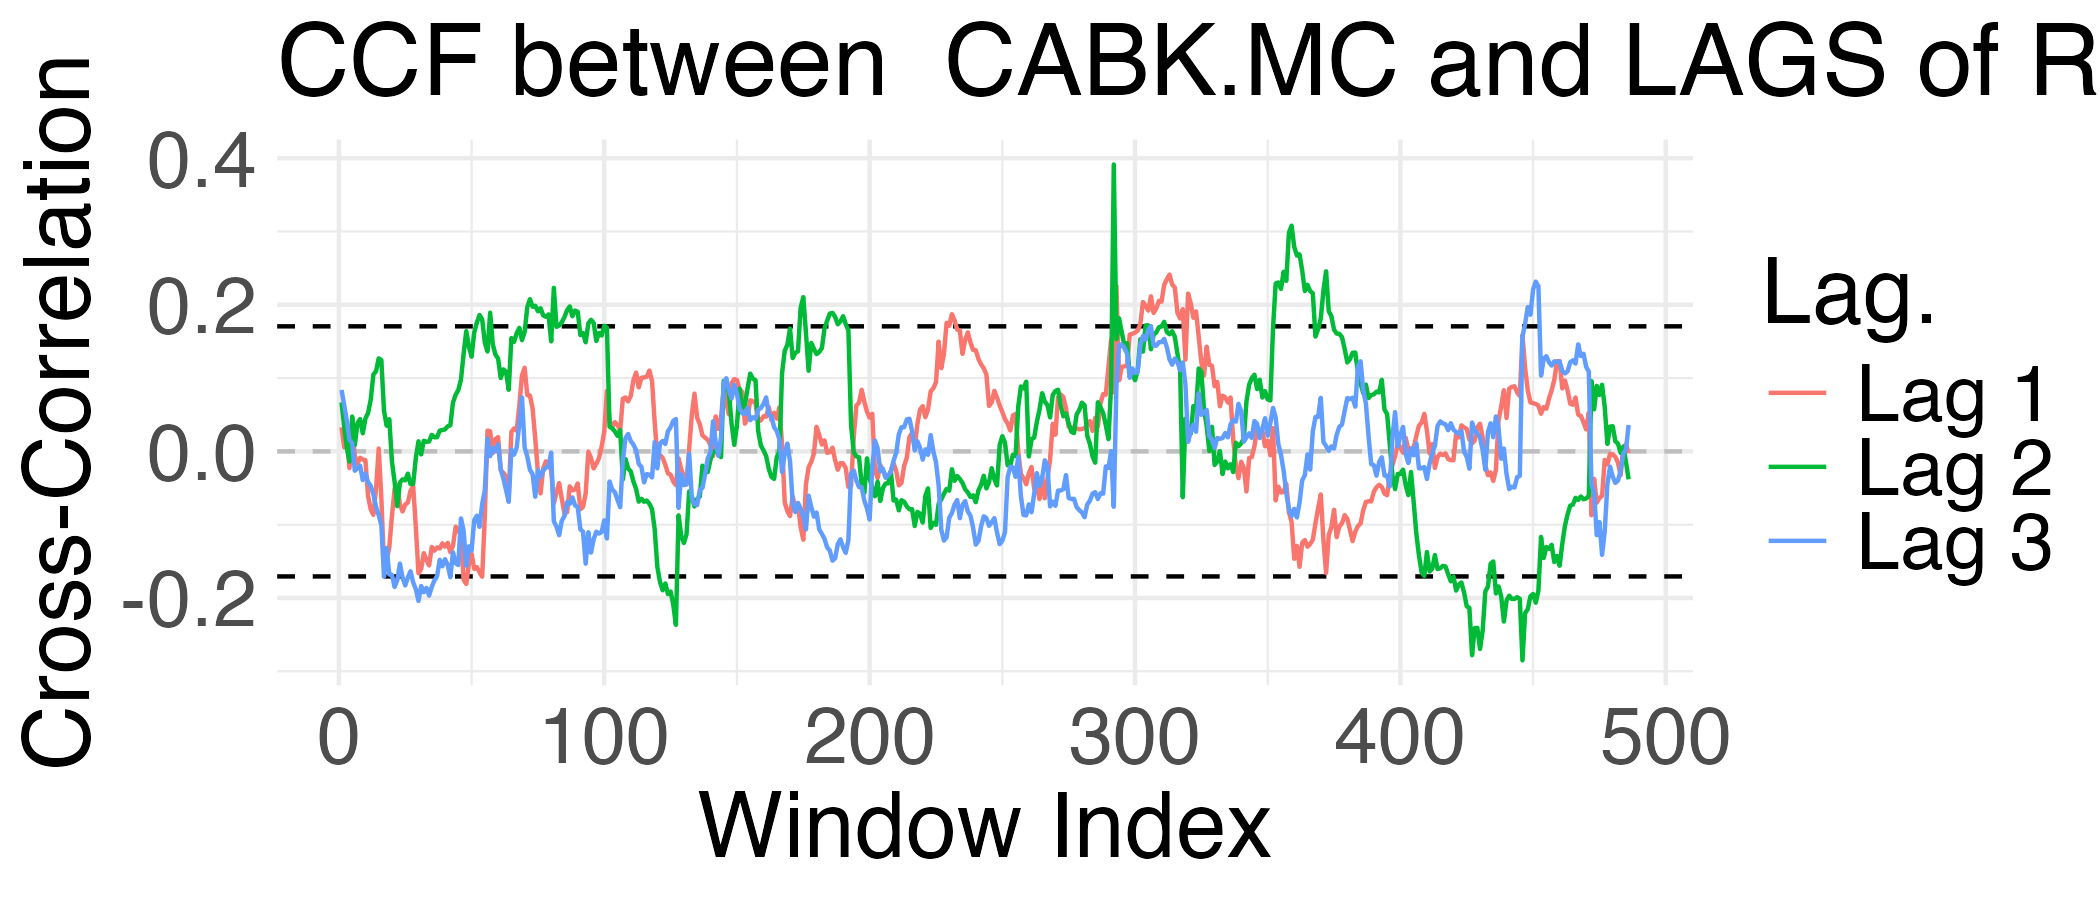 CCF between  CABK.MC and LAGS of R
Cross-Correlation
0.4
0.2
0.0
-0.2
0 100 200 300 400 500
Window Index
Lag.
Lag 1
Lag 2
Lag 3